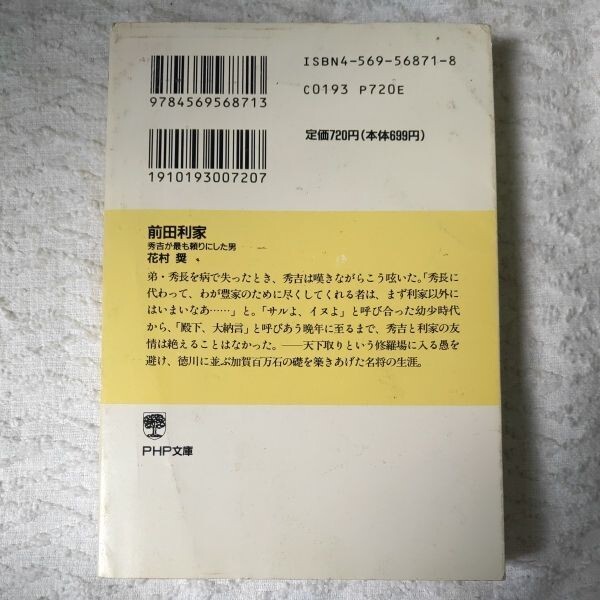 ISBN4-569-56871-8
9784569568713
C0193 P720E
定価720円(本体699円)
1910193007207
前田利家
秀吉が最も頼りにした男
花村 奨
弟・秀長を病で失ったとき、秀吉は嘆きながらこう呟いた。「秀長に
代わって、わが豊家のために尽くしてくれる者は、まず利家以外に
はいまいなあ……」と。「サルよ、イヌよ」と呼び合った幼少時代
から、「殿下、大納言」と呼びあう晩年に至るまで、秀吉と利家の友
情は絶えることはなかった。――天下取りという修羅場に入る愚を
避け、徳川に並ぶ加賀百万石の礎を築きあげた名将の生涯。
PHP文庫